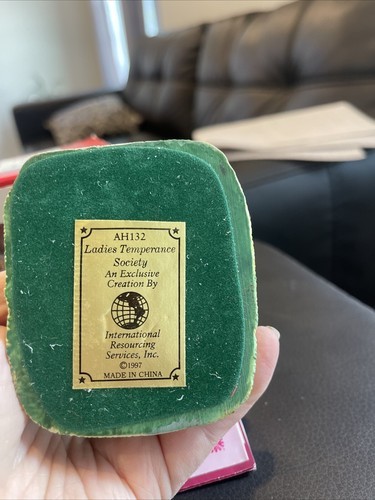 AH132
Ladies Temperance
Society
An Exclusive
Creation By
International
Resourcing
Services, Inc.
©1997
MADE IN CHINA